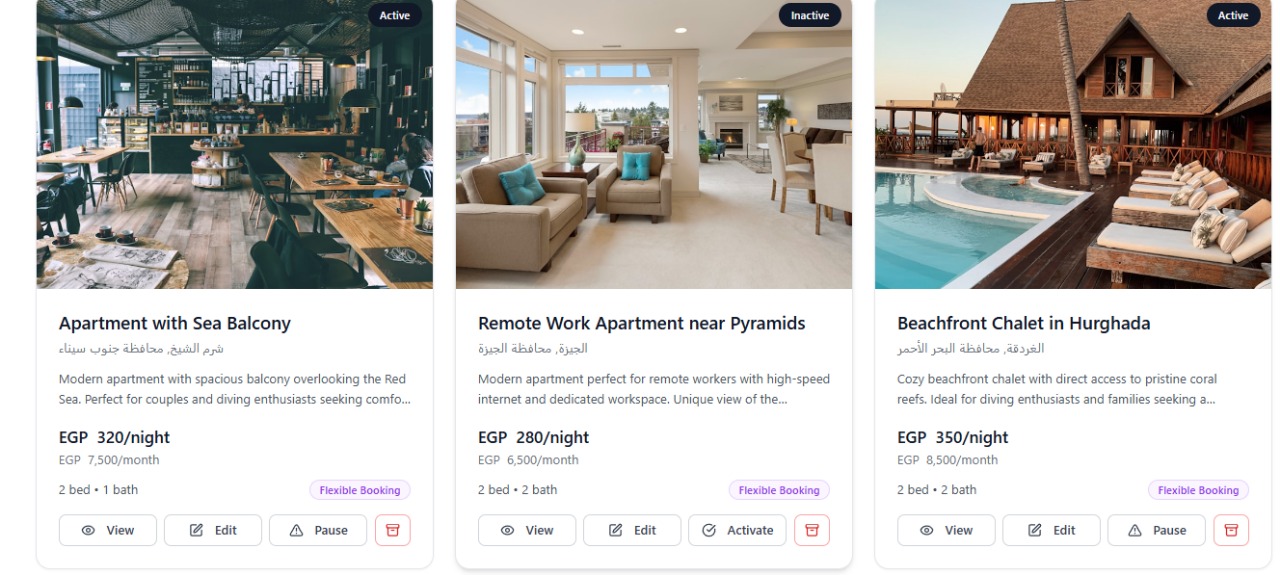 Active
Apartment with Sea Balcony
شرم الشيخ, محافظة جنوب سيناء
Modern apartment with spacious balcony overlooking the Red
Sea. Perfect for couples and diving enthusiasts seeking comfo...
EGP 320/night
EGP 7,500/month
2 bed • 1 bath
Flexible Booking
View
Edit
Pause
Inactive
Remote Work Apartment near Pyramids
الجيزة, محافظة الجيزة
Modern apartment perfect for remote workers with high-speed
internet and dedicated workspace. Unique view of the...
EGP 280/night
EGP 6,500/month
2 bed • 2 bath
Flexible Booking
View
Edit
Activate
Active
Beachfront Chalet in Hurghada
الغردقة, محافظة البحر الأحمر
Cozy beachfront chalet with direct access to pristine coral
reefs. Ideal for diving enthusiasts and families seeking a...
EGP 350/night
EGP 8,500/month
2 bed • 2 bath
Flexible Booking
View
Edit
Pause